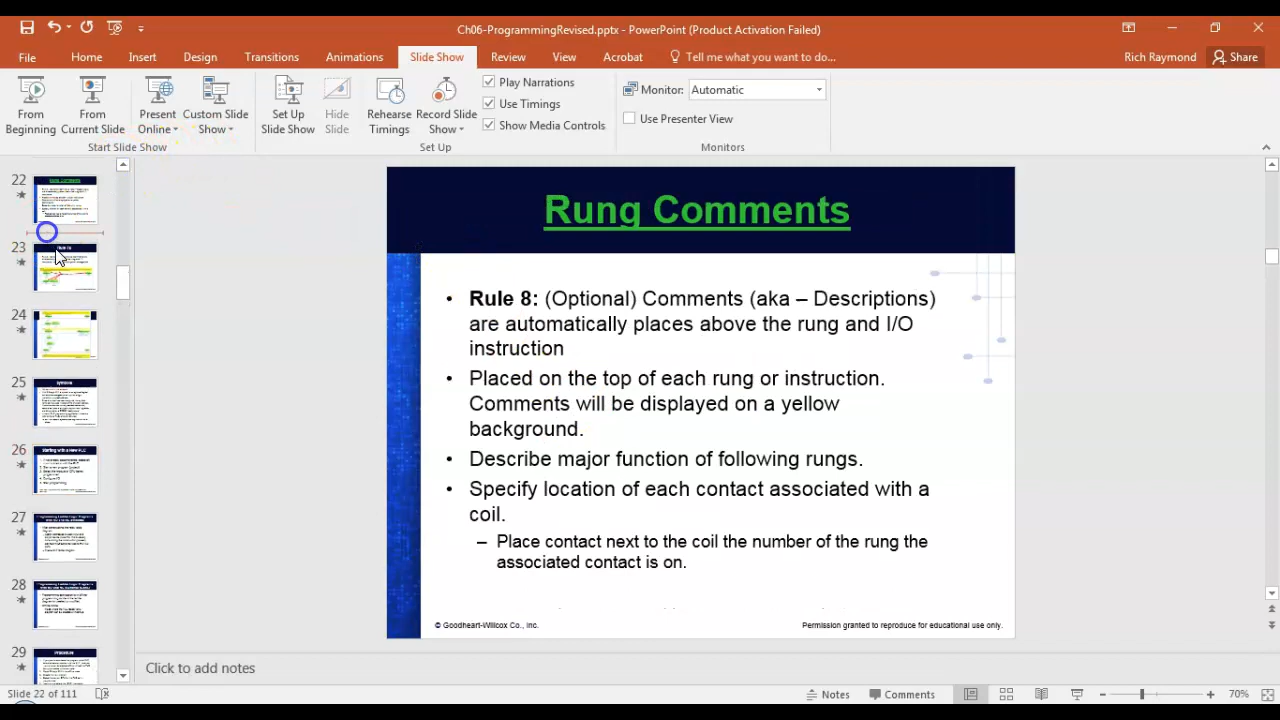 Ch06-ProgrammingRevised.pptx - PowerPoint (Product Activation Failed)
File Home Insert Design Transitions Animations Slide Show Review View Acrobat Tell me what you want to do... Rich Raymond Share
From Beginning
From Current Slide
Present Online
Custom Slide Show
Set Up Slide Show
Hide Slide
Rehearse Timings
Record Slide Show
Play Narrations
Use Timings
Show Media Controls
Monitor: Automatic
Use Presenter View
Start Slide Show
Set Up
Monitors
22
23
24
25
26
27
28
29
Rung Comments
• Rule 8: (Optional) Comments (aka – Descriptions)
are automatically places above the rung and I/O
instruction
• Placed on the top of each rung or instruction.
Comments will be displayed on a yellow
background.
• Describe major function of following rungs.
• Specify location of each contact associated with a
coil.
– Place contact next to the coil the number of the rung the
associated contact is on.
© Goodheart-Willcox Co., Inc.
Permission granted to reproduce for educational use only.
Click to add notes
Slide 22 of 111
Notes
Comments
70%